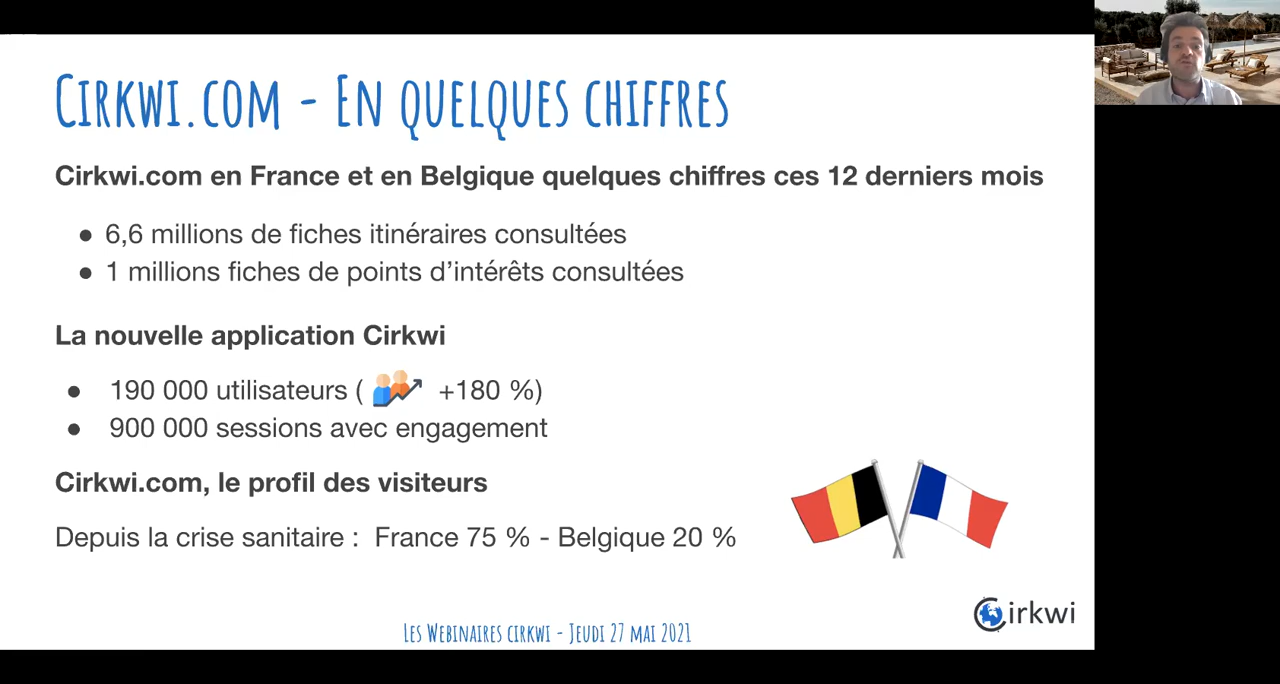 Cirkwi.com - En quelques chiffres
Cirkwi.com en France et en Belgique quelques chiffres ces 12 derniers mois
● 6,6 millions de fiches itinéraires consultées
● 1 millions fiches de points d’intérêts consultées
La nouvelle application Cirkwi
● 190 000 utilisateurs ( +180 %)
● 900 000 sessions avec engagement
Cirkwi.com, le profil des visiteurs
Depuis la crise sanitaire : France 75 % - Belgique 20 %
Cirkwi
Les Webinaires cirkwi - Jeudi 27 mai 2021